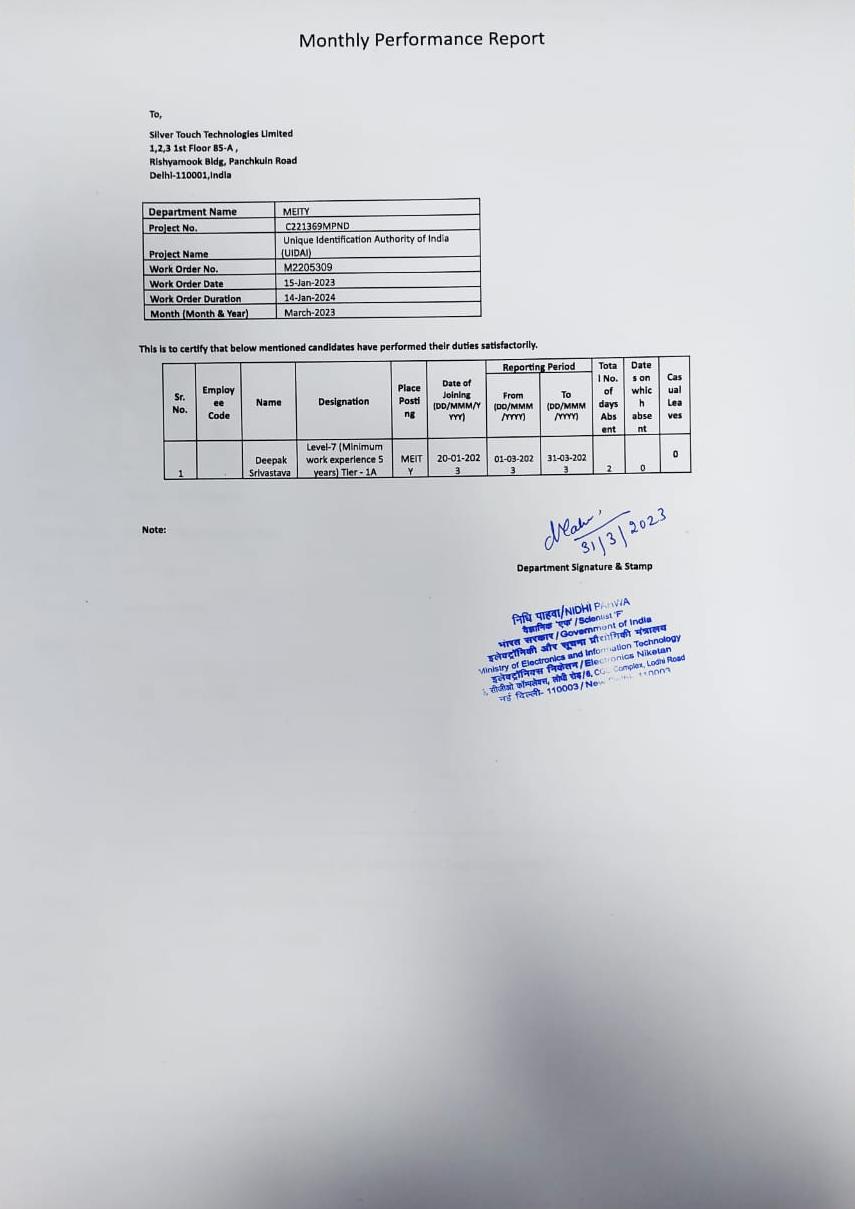 Monthly Performance Report
To,
Silver Touch Technologies Limited
1,2,3 1st Floor 85-A ,
Rishyamook Bldg, Panchkuin Road
Delhi-110001,India
Department Name MEITY
Project No. C221369MPND
Project Name Unique Identification Authority of India (UIDAI)
Work Order No. M2205309
Work Order Date 15-Jan-2023
Work Order Duration 14-Jan-2024
Month (Month & Year) March-2023
This is to certify that below mentioned candidates have performed their duties satisfactorily.
Sr. No. Employee Code Name Designation Place Posting Date of Joining (DD/MMM/YYYY) Reporting Period From (DD/MMM/YYYY) To (DD/MMM/YYYY) Total No. of days Absent Dates on which absent Casual Leaves
1 Deepak Srivastava Level-7 (Minimum work experience 5 years) Tier - 1A MEITY 20-01-2023 01-03-2023 31-03-2023 2 0 0
Note:
31/3/2023
Department Signature & Stamp
निधि पाहवा/NIDHI PAHWA
वैज्ञानिक 'एफ'/Scientist 'F'
भारत सरकार/Government of India
इलेक्ट्रॉनिकी और सूचना प्रौद्योगिकी मंत्रालय
Ministry of Electronics and Information Technology
इलेक्ट्रॉनिक्स निकेतन/Electronics Niketan
सीजीओ कॉम्पलेक्स, लोधी रोड/6, CGO Complex, Lodhi Road
नई दिल्ली- 110003/New Delhi- 110003